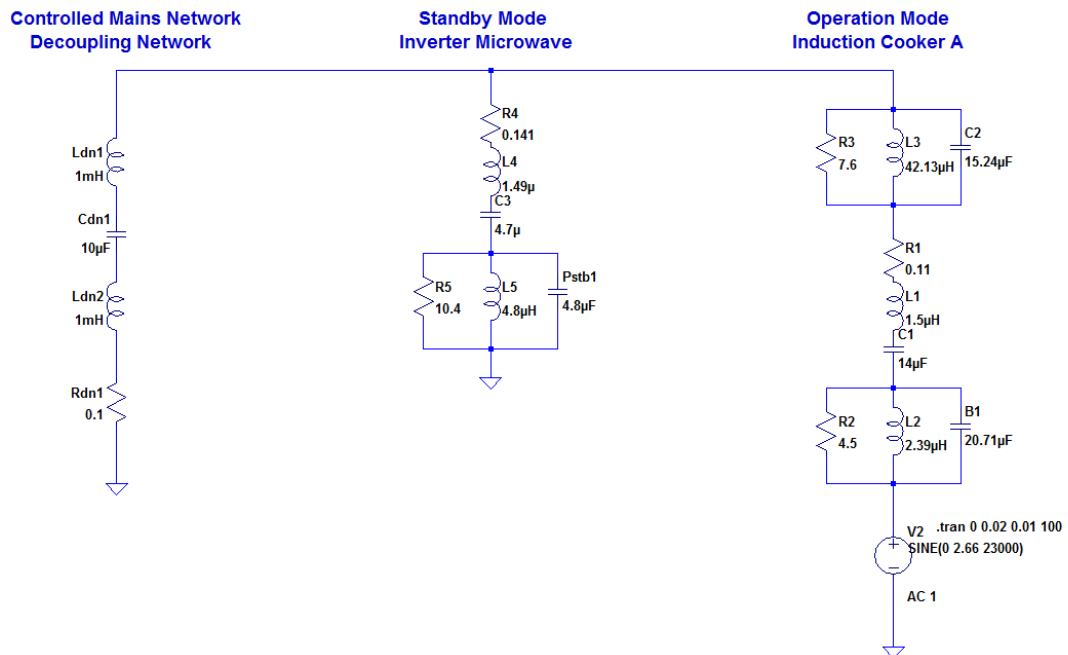 Controlled Mains Network
Decoupling Network
Standby Mode
Inverter Microwave
Operation Mode
Induction Cooker A
Ldn1
1mH
Cdn1
10µF
Ldn2
1mH
Rdn1
0.1
R4
0.141
L4
1.49µ
C3
4.7µ
R5
10.4
L5
4.8µH
Pstb1
4.8µF
R3
7.6
L3
42.13µH
C2
15.24µF
R1
0.11
L1
1.5µH
C1
14µF
R2
4.5
L2
2.39µH
B1
20.71µF
V2 .tran 0 0.02 0.01 100
SINE(0 2.66 23000)
AC 1